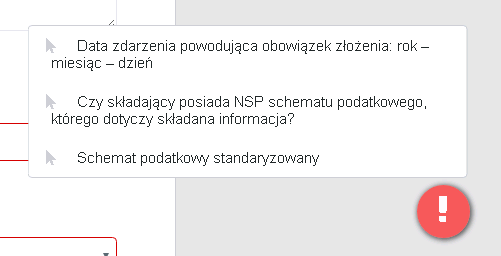 Data zdarzenia powodująca obowiązek złożenia: rok –
miesiąc – dzień
Czy składający posiada NSP schematu podatkowego,
którego dotyczy składana informacja?
Schemat podatkowy standaryzowany